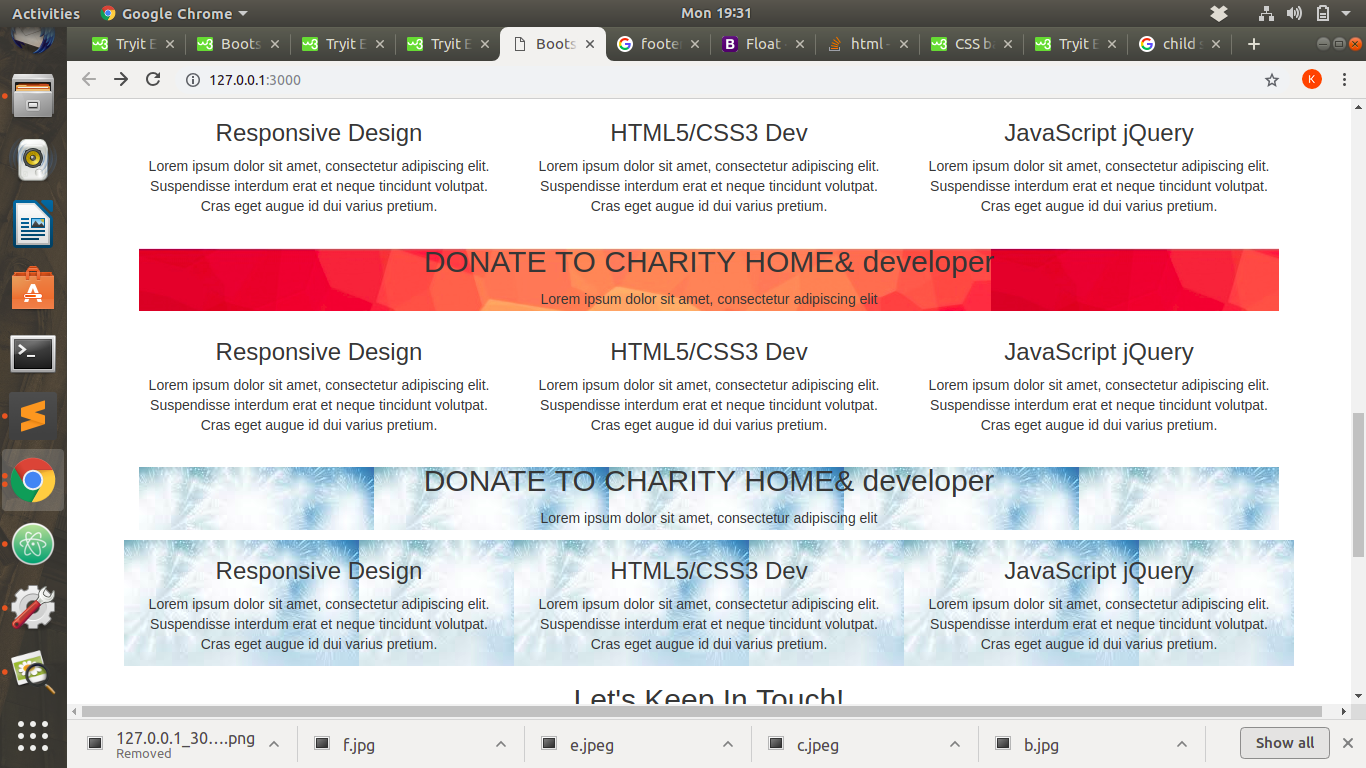 Activities Google Chrome Mon 19:31
Tryit E Boots Tryit E Tryit E Boots footer Float html - CSS b Tryit E child s
127.0.0.1:3000 K
Responsive Design HTML5/CSS3 Dev JavaScript jQuery
Lorem ipsum dolor sit amet, consectetur adipiscing elit. Lorem ipsum dolor sit amet, consectetur adipiscing elit. Lorem ipsum dolor sit amet, consectetur adipiscing elit.
Suspendisse interdum erat et neque tincidunt volutpat. Suspendisse interdum erat et neque tincidunt volutpat. Suspendisse interdum erat et neque tincidunt volutpat.
Cras eget augue id dui varius pretium. Cras eget augue id dui varius pretium. Cras eget augue id dui varius pretium.
DONATE TO CHARITY HOME& developer
Lorem ipsum dolor sit amet, consectetur adipiscing elit
Responsive Design HTML5/CSS3 Dev JavaScript jQuery
Lorem ipsum dolor sit amet, consectetur adipiscing elit. Lorem ipsum dolor sit amet, consectetur adipiscing elit. Lorem ipsum dolor sit amet, consectetur adipiscing elit.
Suspendisse interdum erat et neque tincidunt volutpat. Suspendisse interdum erat et neque tincidunt volutpat. Suspendisse interdum erat et neque tincidunt volutpat.
Cras eget augue id dui varius pretium. Cras eget augue id dui varius pretium. Cras eget augue id dui varius pretium.
DONATE TO CHARITY HOME& developer
Lorem ipsum dolor sit amet, consectetur adipiscing elit
Responsive Design HTML5/CSS3 Dev JavaScript jQuery
Lorem ipsum dolor sit amet, consectetur adipiscing elit. Lorem ipsum dolor sit amet, consectetur adipiscing elit. Lorem ipsum dolor sit amet, consectetur adipiscing elit.
Suspendisse interdum erat et neque tincidunt volutpat. Suspendisse interdum erat et neque tincidunt volutpat. Suspendisse interdum erat et neque tincidunt volutpat.
Cras eget augue id dui varius pretium. Cras eget augue id dui varius pretium. Cras eget augue id dui varius pretium.
Let's Keep In Touch!
127.0.0.1_30....png f.jpg e.jpeg c.jpeg b.jpg Show all
Removed